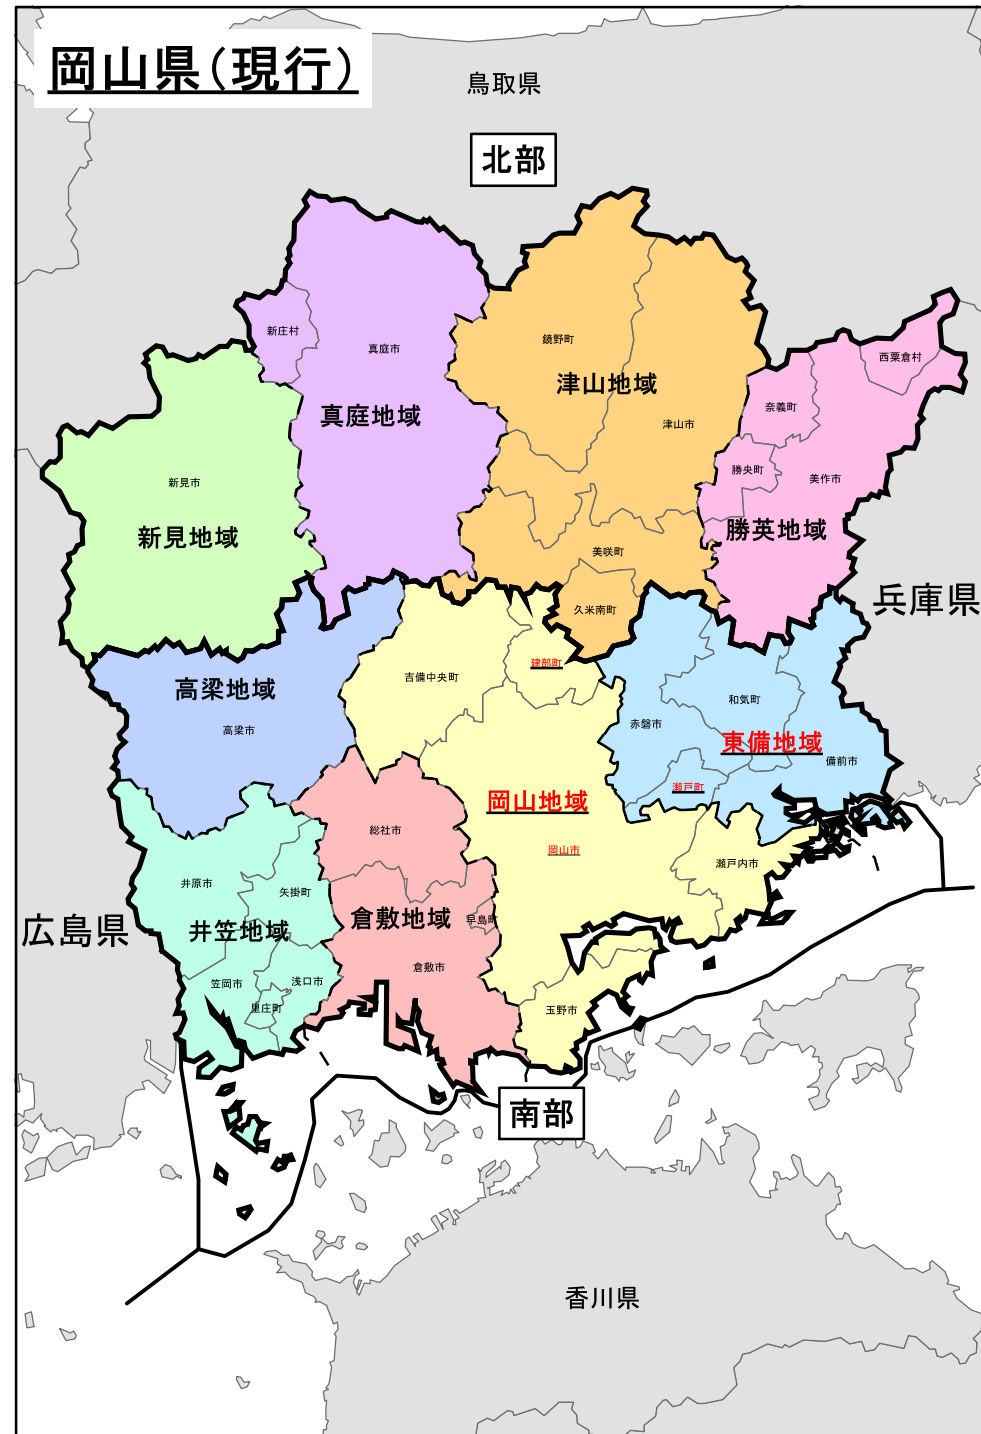 岡山県（現行）
鳥取県
北部
新庄村
真庭市
鏡野町
西粟倉村
津山地域
奈義町
真庭地域
津山市
勝央町
美作市
新見市
勝英地域
新見地域
美咲町
兵庫県
久米南町
建部町
吉備中央町
高梁地域
和気町
赤磐市
高梁市
東備地域
備前市
瀬戸町
岡山地域
総社市
岡山市
瀬戸内市
井原市
矢掛町
倉敷地域
早島町
広島県
井笠地域
倉敷市
浅口市
笠岡市
里庄町
玉野市
南部
香川県